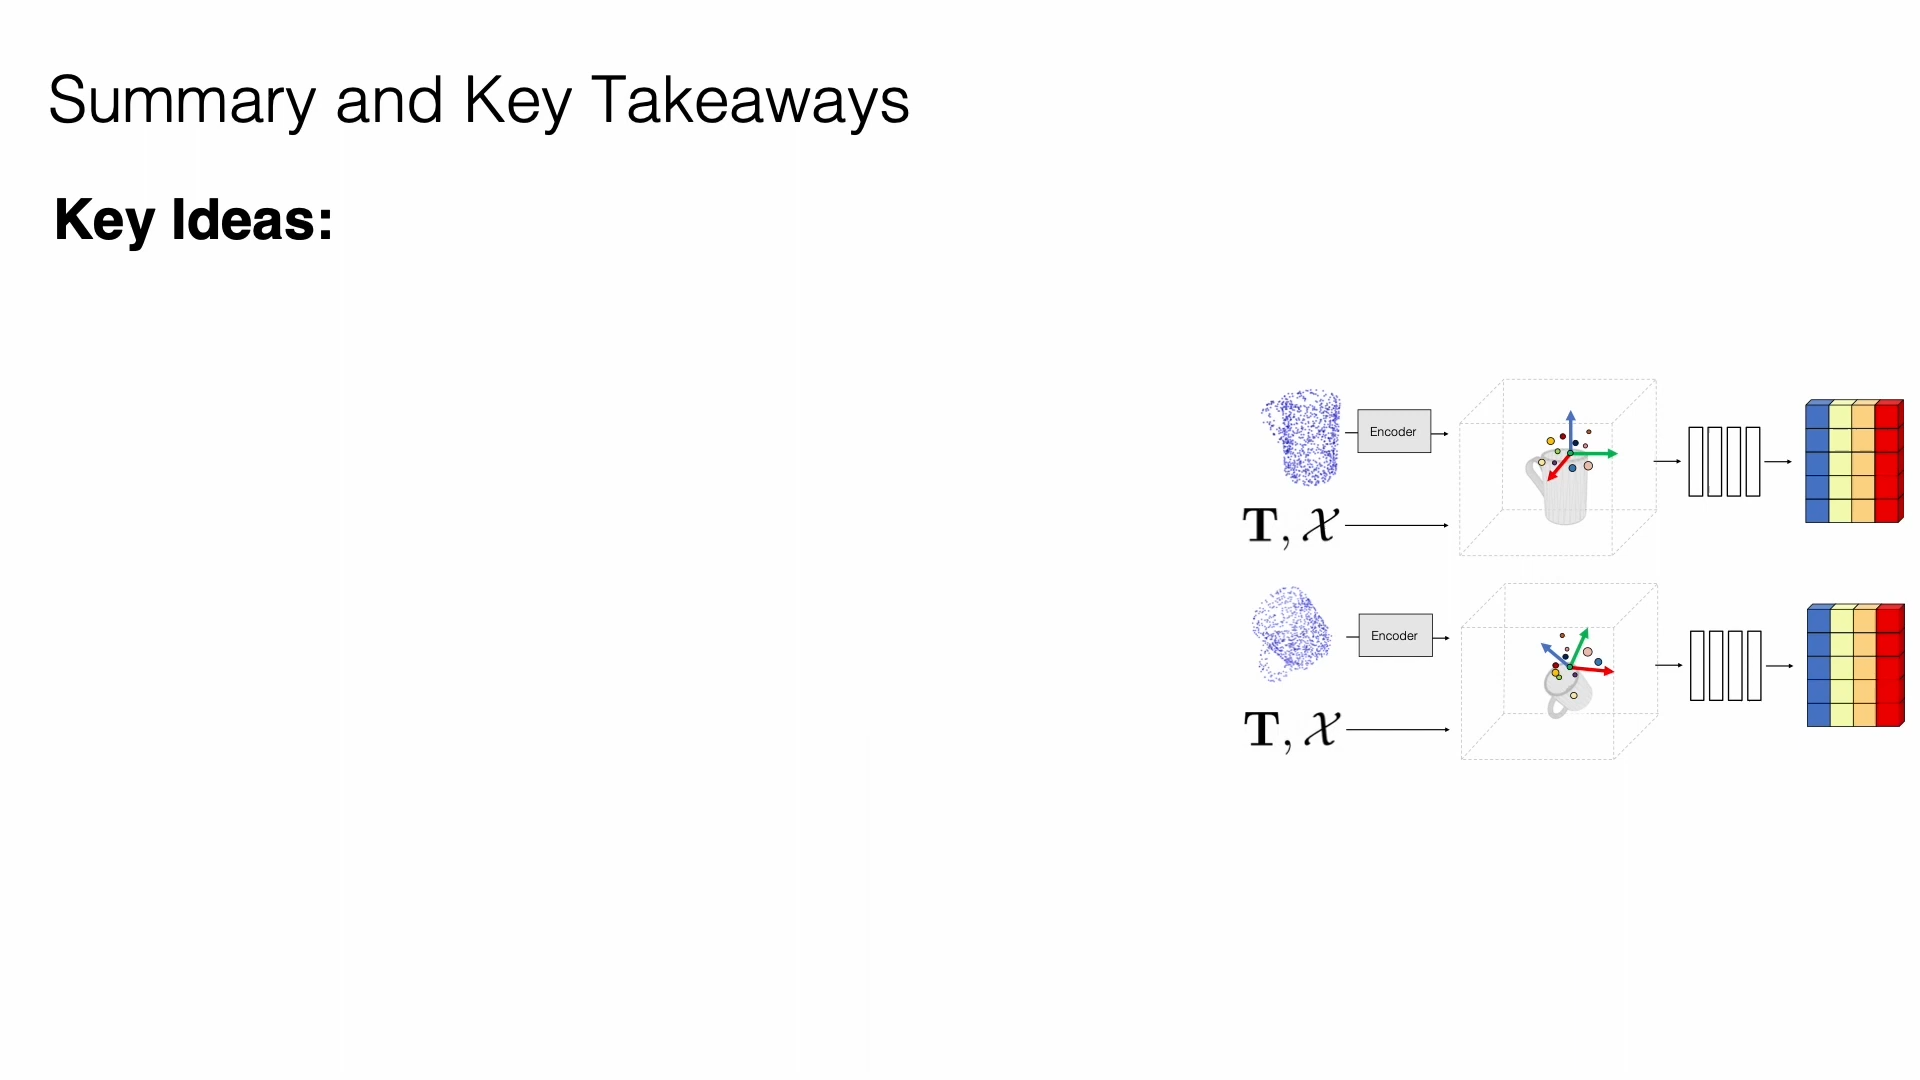 Summary and Key Takeaways
Key Ideas:
Encoder
T, 𝒳
Encoder
T, 𝒳